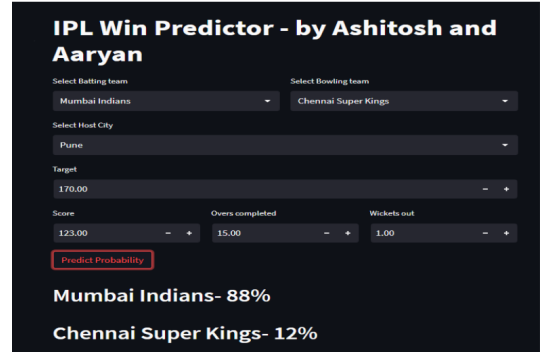 IPL Win Predictor - by Ashitosh and
Aaryan
Select Batting team
Select Bowling team
Mumbai Indians
Chennai Super Kings
Select Host City
Pune
Target
170.00
- +
Score
Overs completed
Wickets out
123.00 - +
15.00 - +
1.00 - +
Predict Probability
Mumbai Indians- 88%
Chennai Super Kings- 12%